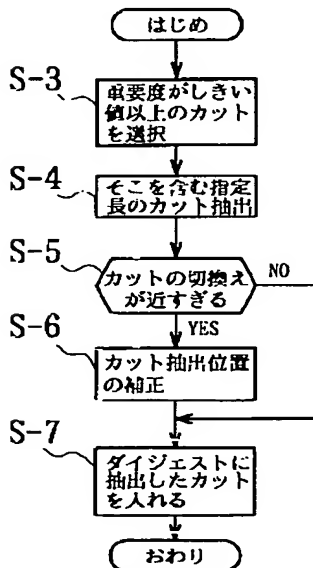 はじめ
S-3
重要度がしきい
値以上のカット
を選択
S-4
そこを含む指定
長のカット抽出
S-5
カットの切換え
が近すぎる
NO
YES
S-6
カット抽出位置
の補正
S-7
ダイジェストに
抽出したカット
を入れる
おわり